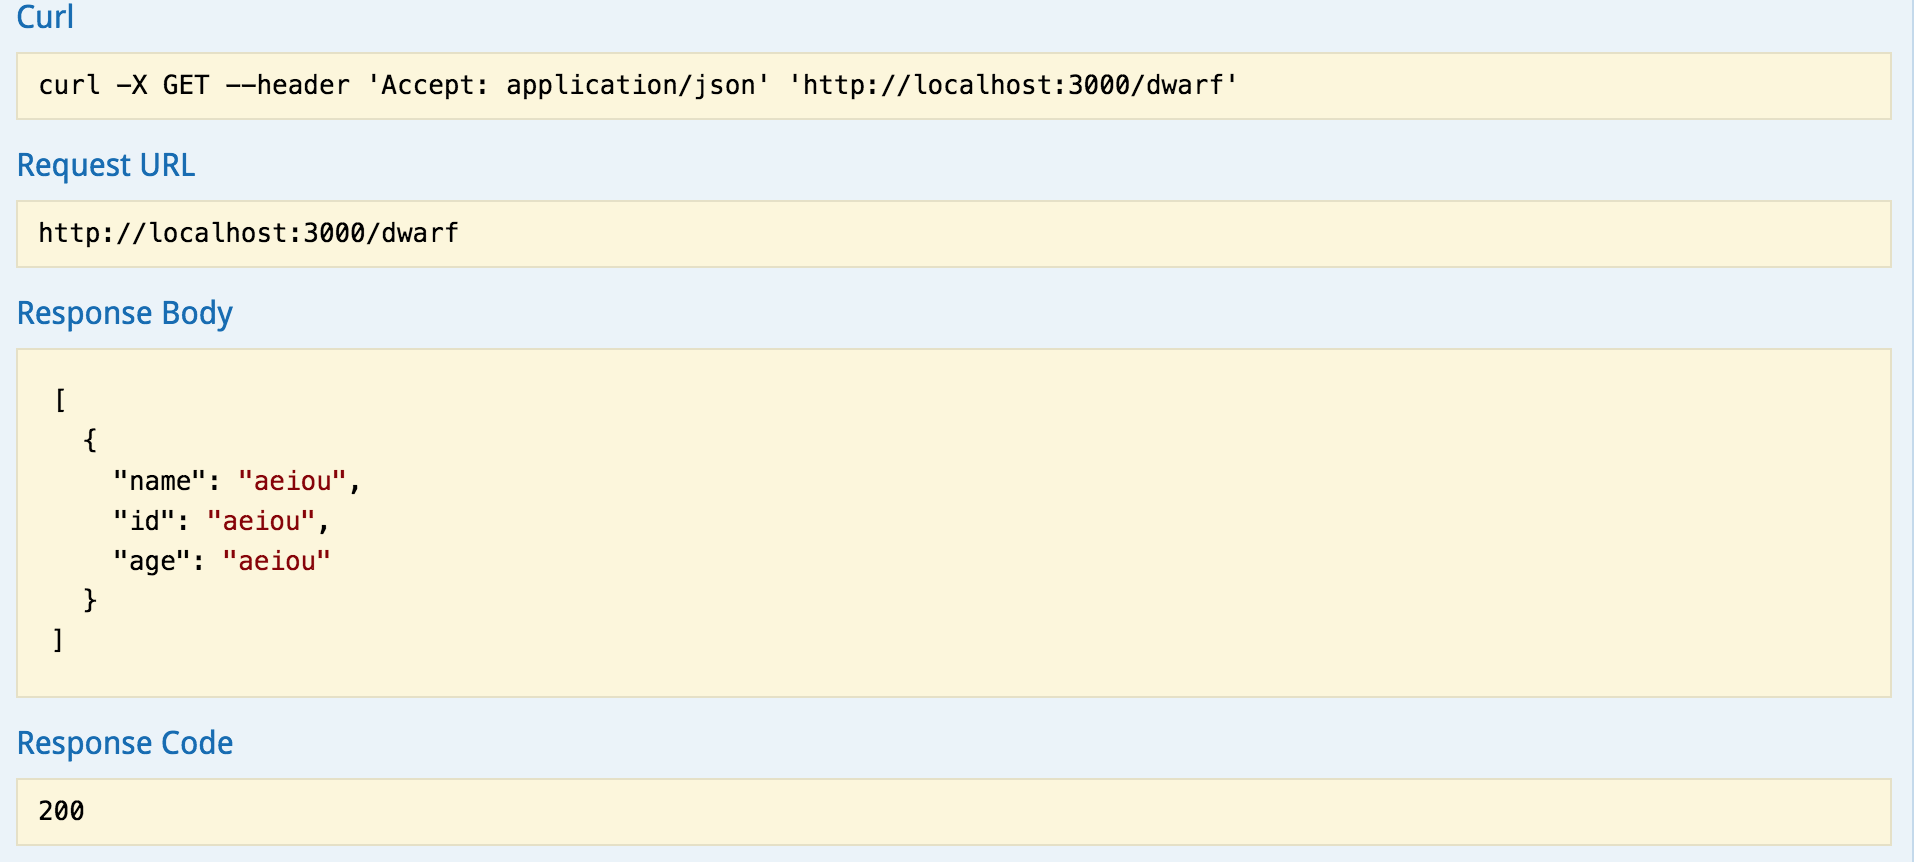 Curl
curl -X GET --header 'Accept: application/json' 'http://localhost:3000/dwarf'
Request URL
http://localhost:3000/dwarf
Response Body
[
  {
    "name": "aeiou",
    "id": "aeiou",
    "age": "aeiou"
  }
]
Response Code
200